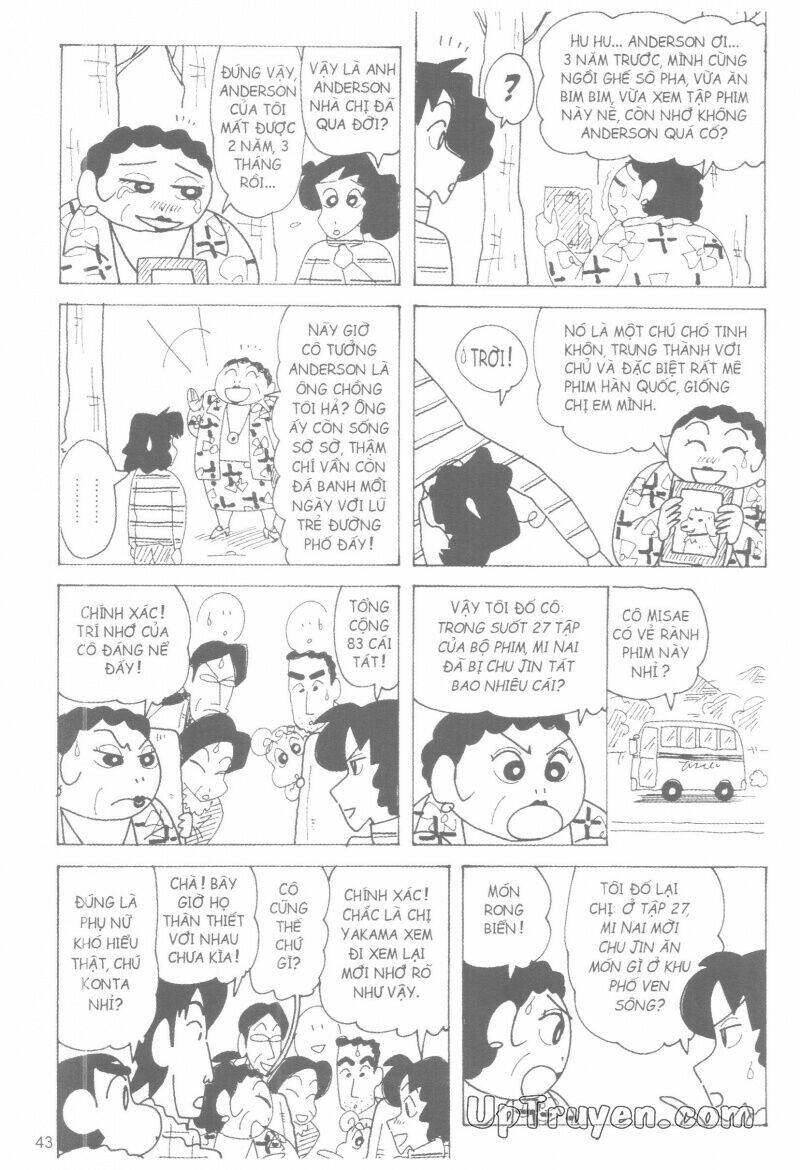 HU HU... ANDERSON ƠI...
3 NĂM TRƯỚC, MÌNH CÙNG
NGỒI GHẾ SÔ PHA, VỪA ĂN
BIM BIM, VỪA XEM TẬP PHIM
NÀY NÈ, CÒN NHỚ KHÔNG
ANDERSON QUÁ CỐ?
?
VẬY LÀ ANH
ANDERSON
NHÀ CHỊ ĐÃ
QUA ĐỜI?
ĐÚNG VẬY,
ANDERSON
CỦA TÔI
MẤT ĐƯỢC
2 NĂM, 3
THÁNG
RỒI...
NÓ LÀ MỘT CHÚ CHÓ TINH
KHÔN, TRUNG THÀNH VỚI
CHỦ VÀ ĐẶC BIỆT RẤT MÊ
PHIM HÀN QUỐC, GIỐNG
CHỊ EM MÌNH.
TRỜI!
NÃY GIỜ
CÔ TƯỞNG
ANDERSON LÀ
ÔNG CHỒNG
TÔI HẢ? ÔNG
ẤY CÒN SỐNG
SỜ SỜ, THẬM
CHÍ VẪN CÒN
ĐÁ BANH MỖI
NGÀY VỚI LŨ
TRẺ ĐƯỜNG
PHỐ ĐẤY!
CÔ MISAE
CÓ VẺ RÀNH
PHIM NÀY
NHỈ?
VẬY TÔI ĐỐ CÔ:
TRONG SUỐT 27 TẬP
CỦA BỘ PHIM, MI NAI
ĐÃ BỊ CHU JIN TÁT
BAO NHIÊU CÁI?
TỔNG
CỘNG
83 CÁI
TÁT!
CHÍNH XÁC!
TRÍ NHỚ CỦA
CÔ ĐÁNG NỂ
ĐẤY!
TÔI ĐỐ LẠI
CHỊ: Ở TẬP 27,
MI NAI MỜI
CHU JIN ĂN
MÓN GÌ Ở KHU
PHỐ VEN
SÔNG?
MÓN
RONG
BIỂN!
CHÍNH XÁC!
CHẮC LÀ CHỊ
YAKAMA XEM
ĐI XEM LẠI
MỚI NHỚ RÕ
NHƯ VẬY.
CÔ
CŨNG
THẾ
CHỨ
GÌ?
CHÀ! BÂY
GIỜ HỌ
THÂN THIẾT
VỚI NHAU
CHƯA KÌA!
ĐÚNG LÀ
PHỤ NỮ
KHÓ HIỂU
THẬT, CHÚ
KONTA
NHỈ?
UpTruyen.com
43